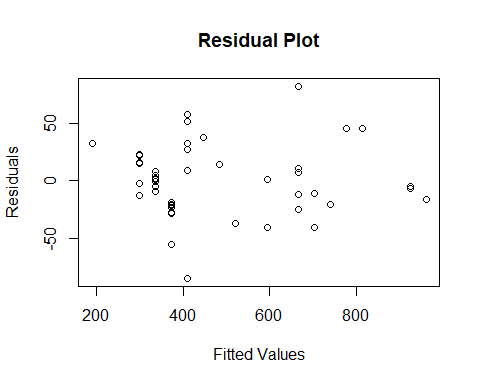 Residual Plot
Residuals
50
0
-50
200 400 600 800
Fitted Values